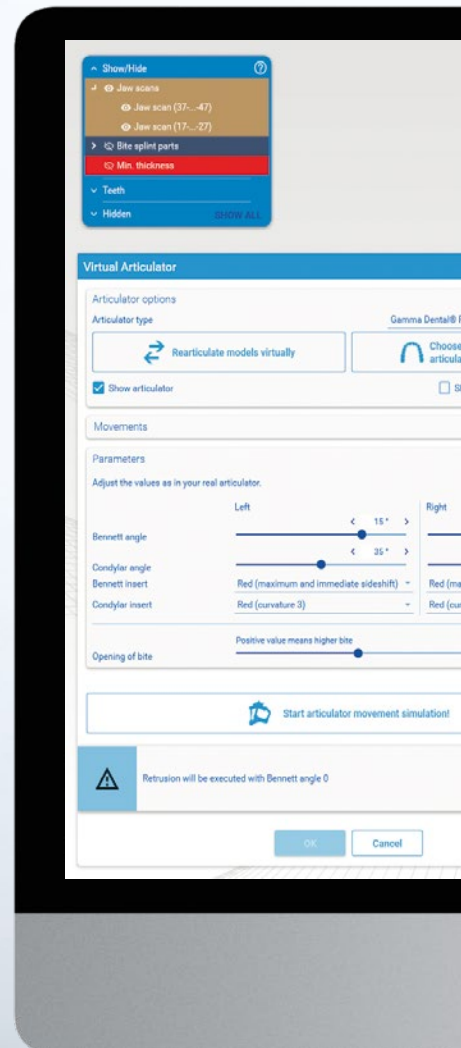 Show/Hide
Jaw scans
Jaw scan (37-...-47)
Jaw scan (17-...-27)
Bite splint parts
Min. thickness
Teeth
Hidden SHOW ALL
Virtual Articulator
Articulator options
Articulator type Gamma Dental®
Rearticulate models virtually Choose
Show articulator
Movements
Parameters
Adjust the values as in your real articulator.
Left Right
15°
Bennett angle
35°
Condylar angle
Bennett insert Red (maximum and immediate sideshift) Red
Condylar insert Red (curvature 3) Red
Positive value means higher bite
Opening of bite
Start articulator movement simulation!
Retrusion will be executed with Bennett angle 0
OK Cancel